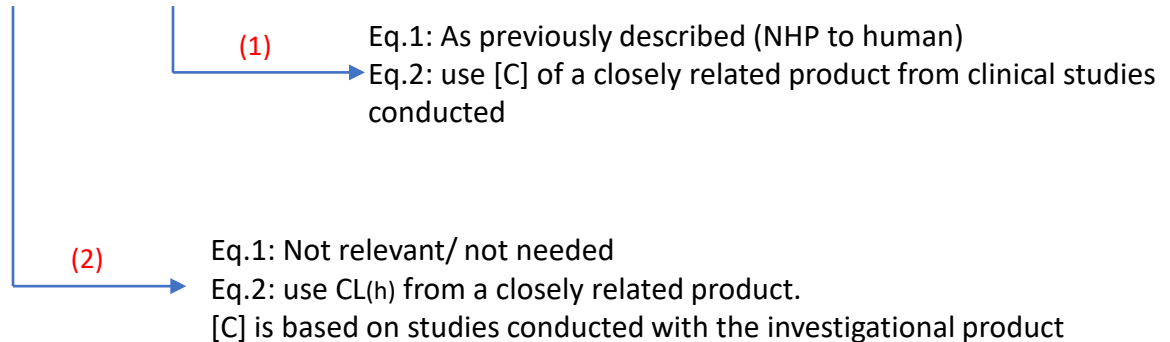 (1)
Eq.1: As previously described (NHP to human)
Eq.2: use [C] of a closely related product from clinical studies
conducted
(2)
Eq.1: Not relevant/ not needed
Eq.2: use CL(h) from a closely related product.
[C] is based on studies conducted with the investigational product